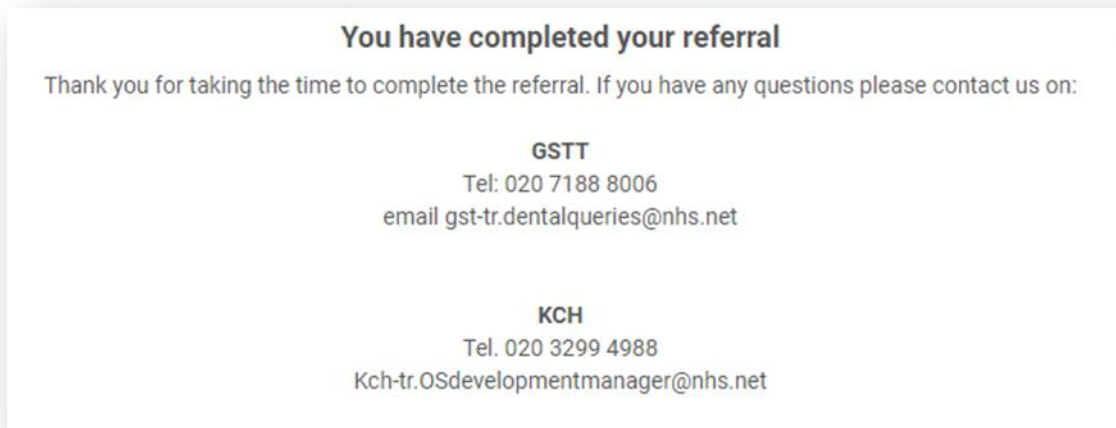 You have completed your referral
Thank you for taking the time to complete the referral. If you have any questions please contact us on:
GSTT
Tel: 020 7188 8006
email gst-tr.dentalqueries@nhs.net
KCH
Tel. 020 3299 4988
Kch-tr.OSdevelopmentmanager@nhs.net